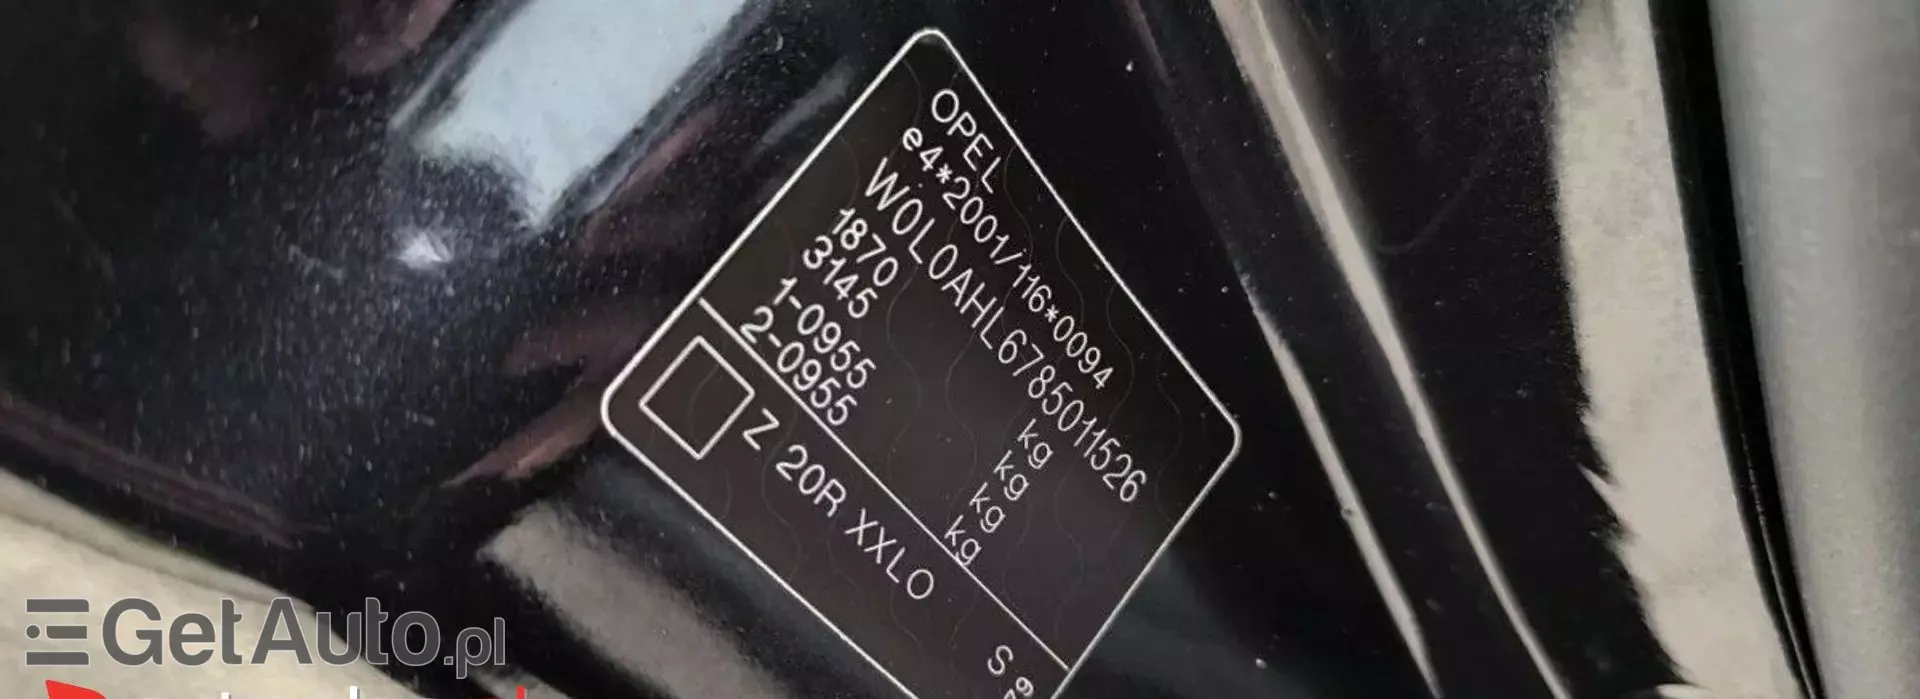 OPEL
e4*2001/116*0094
W0L0AHL6785011526
1870 kg
3145 kg
1-0955 kg
2-0955 kg
Z 20R XXLO S
GetAuto.pl